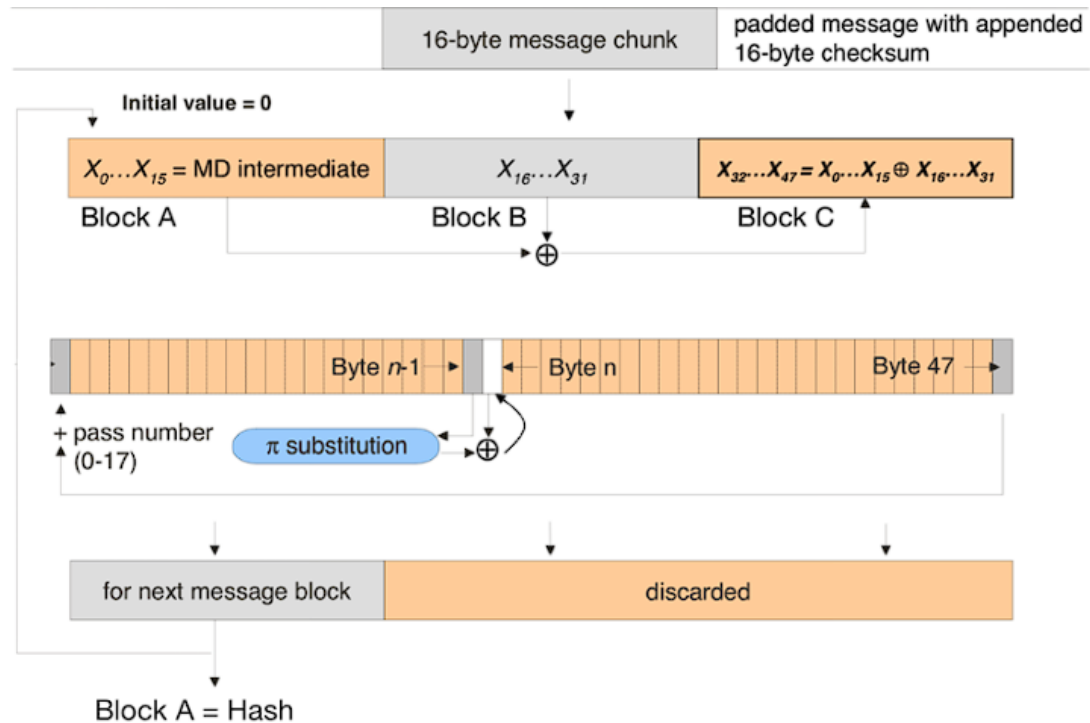 16-byte message chunk
padded message with appended
16-byte checksum
Initial value = 0
X₀...X₁₅ = MD intermediate
X₁₆...X₃₁
X₃₂...X₄₇ = X₀...X₁₅ ⊕ X₁₆...X₃₁
Block A
Block B
Block C
⊕
Byte n-1
Byte n
Byte 47
+ pass number
(0-17)
π substitution
⊕
for next message block
discarded
Block A = Hash